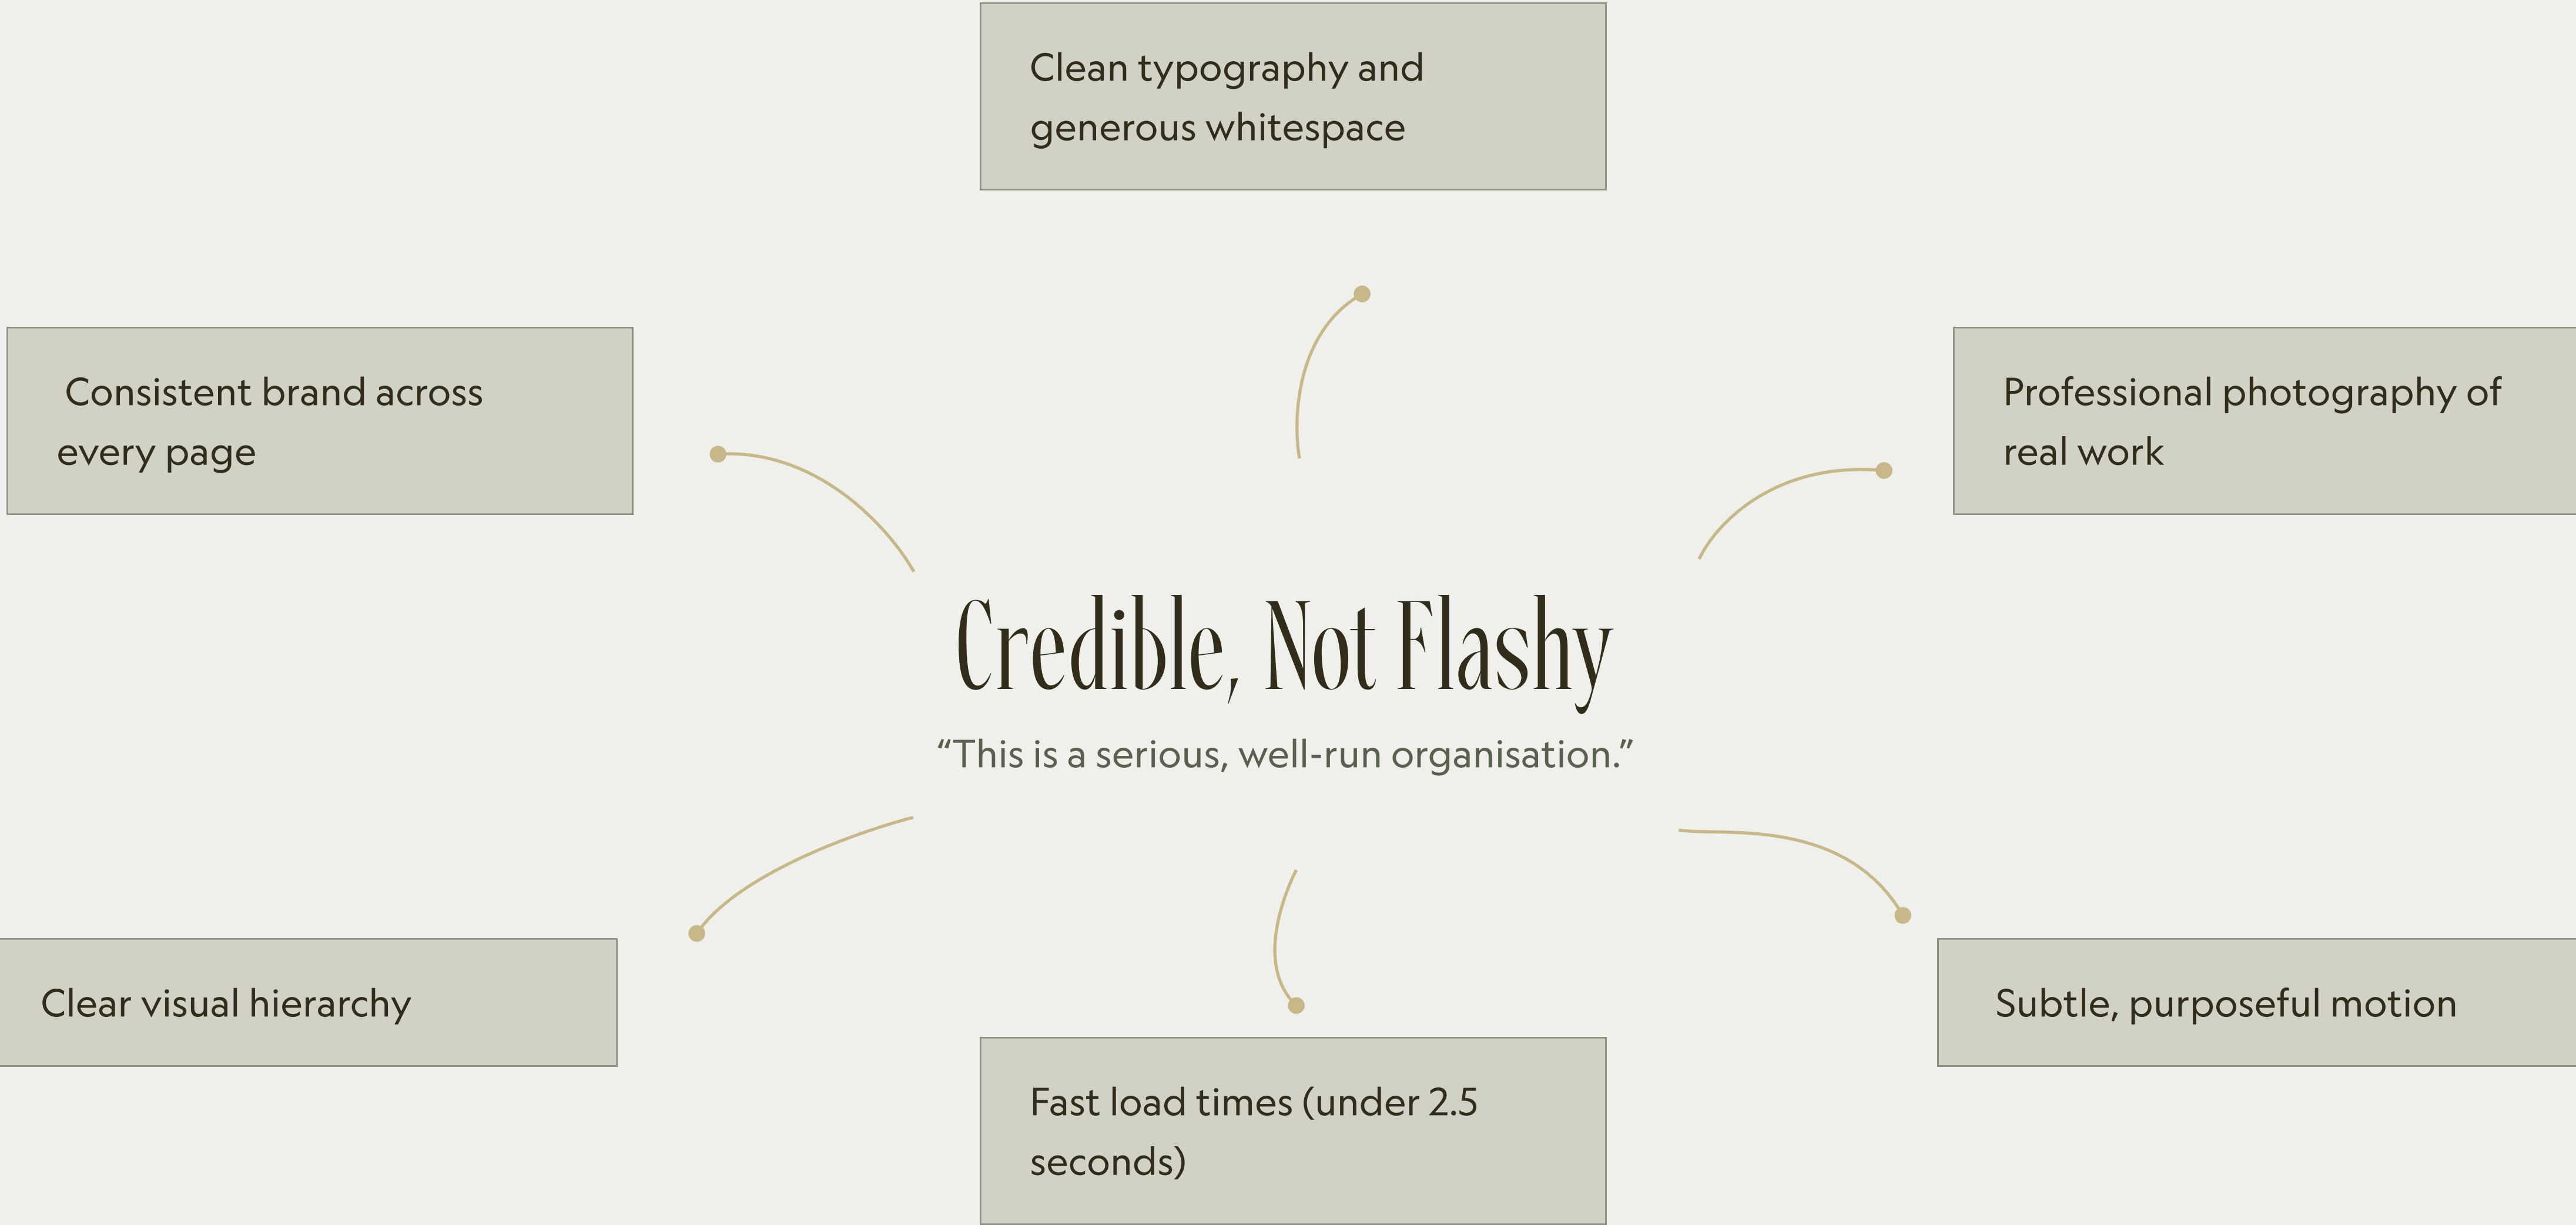 Clean typography and
generous whitespace
Consistent brand across
every page
Professional photography of
real work
Credible, Not Flashy
“This is a serious, well-run organisation.”
Clear visual hierarchy
Subtle, purposeful motion
Fast load times (under 2.5
seconds)